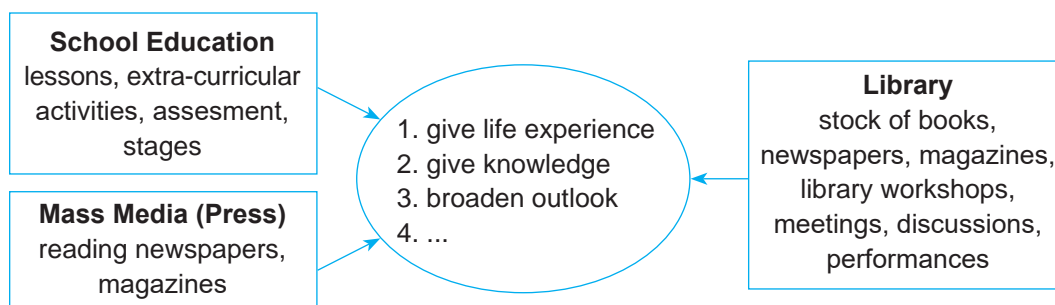 School Education
lessons, extra-curricular
activities, assesment,
stages
Mass Media (Press)
reading newspapers,
magazines
1. give life experience
2. give knowledge
3. broaden outlook
4. ...
Library
stock of books,
newspapers, magazines,
library workshops,
meetings, discussions,
performances